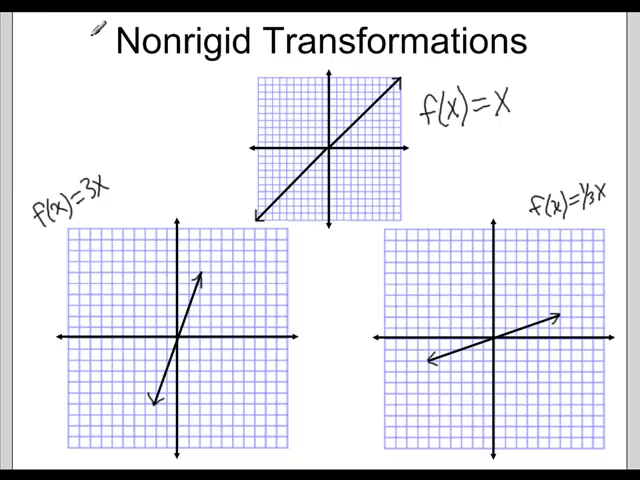 Nonrigid Transformations
f(x)=x
f(x)=3x
f(x)=1/3x